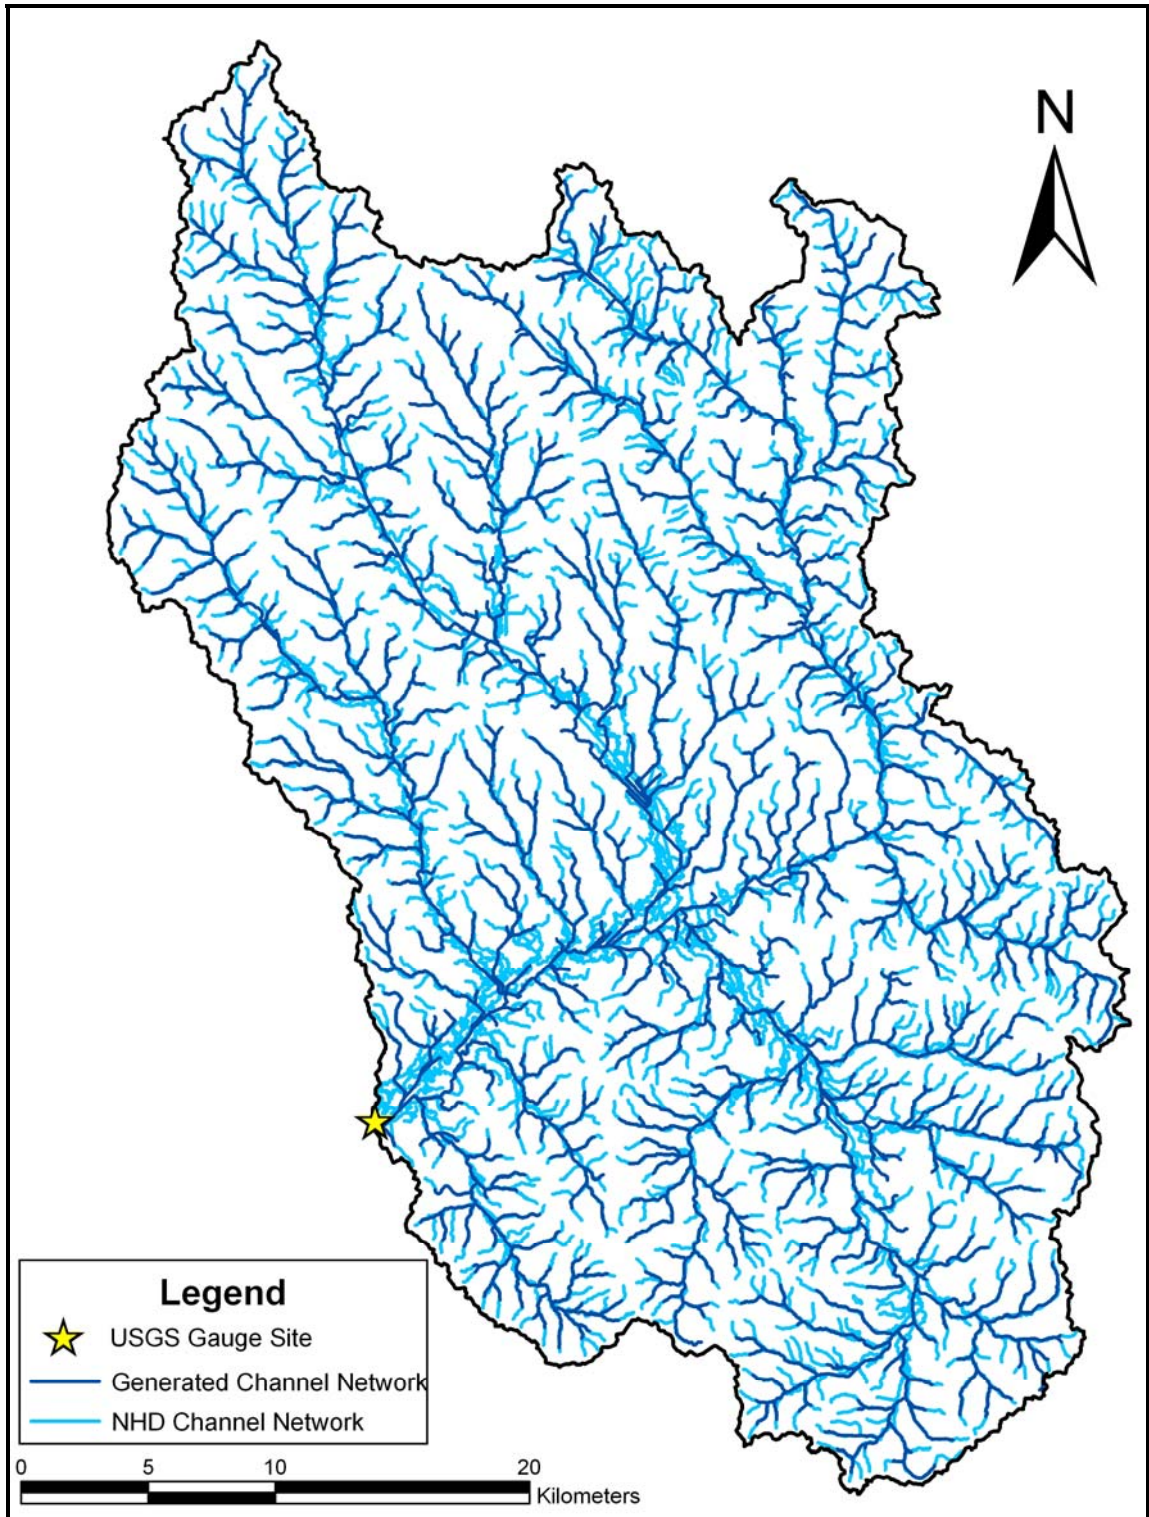 N
Legend
USGS Gauge Site
Generated Channel Network
NHD Channel Network
0 5 10 20
Kilometers